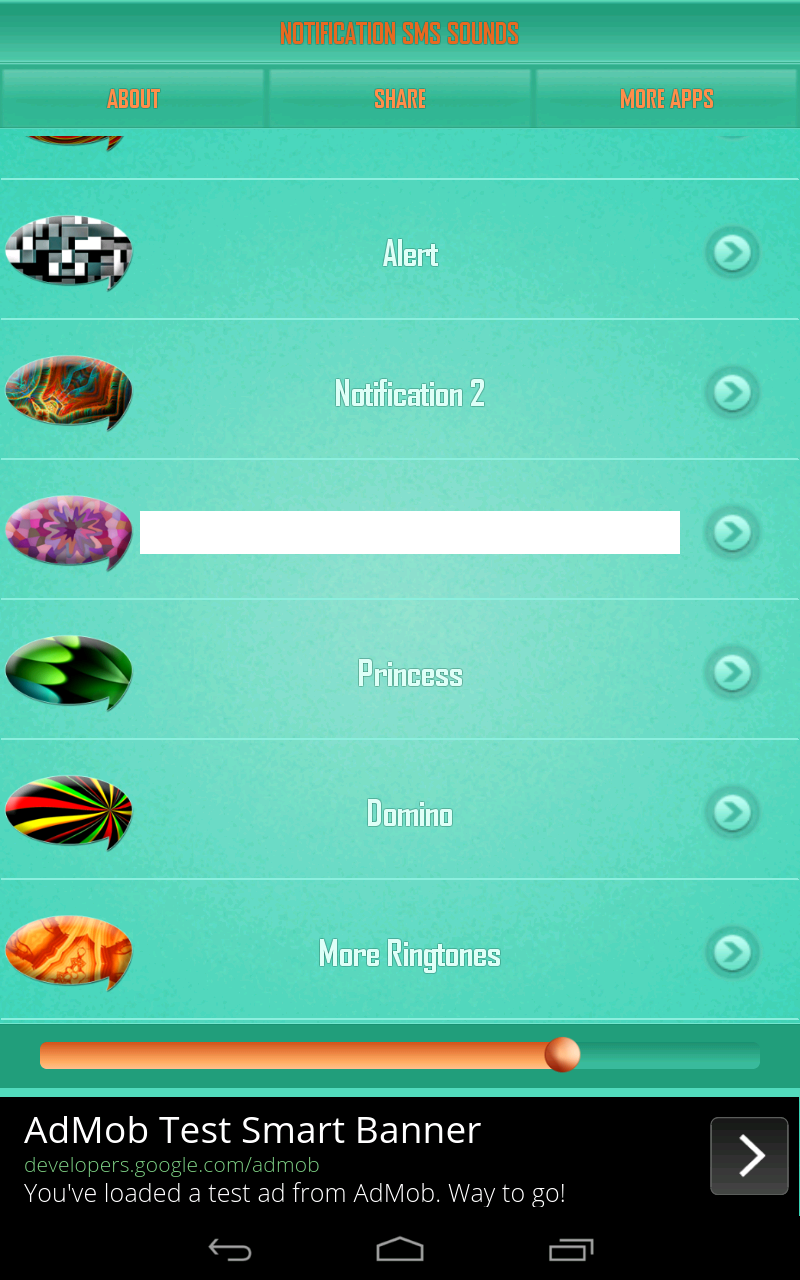 NOTIFICATION SMS SOUNDS
ABOUT
SHARE
MORE APPS
Alert
Notification 2
Princess
Domino
More Ringtones
AdMob Test Smart Banner
developers.google.com/admob
You've loaded a test ad from AdMob. Way to go!